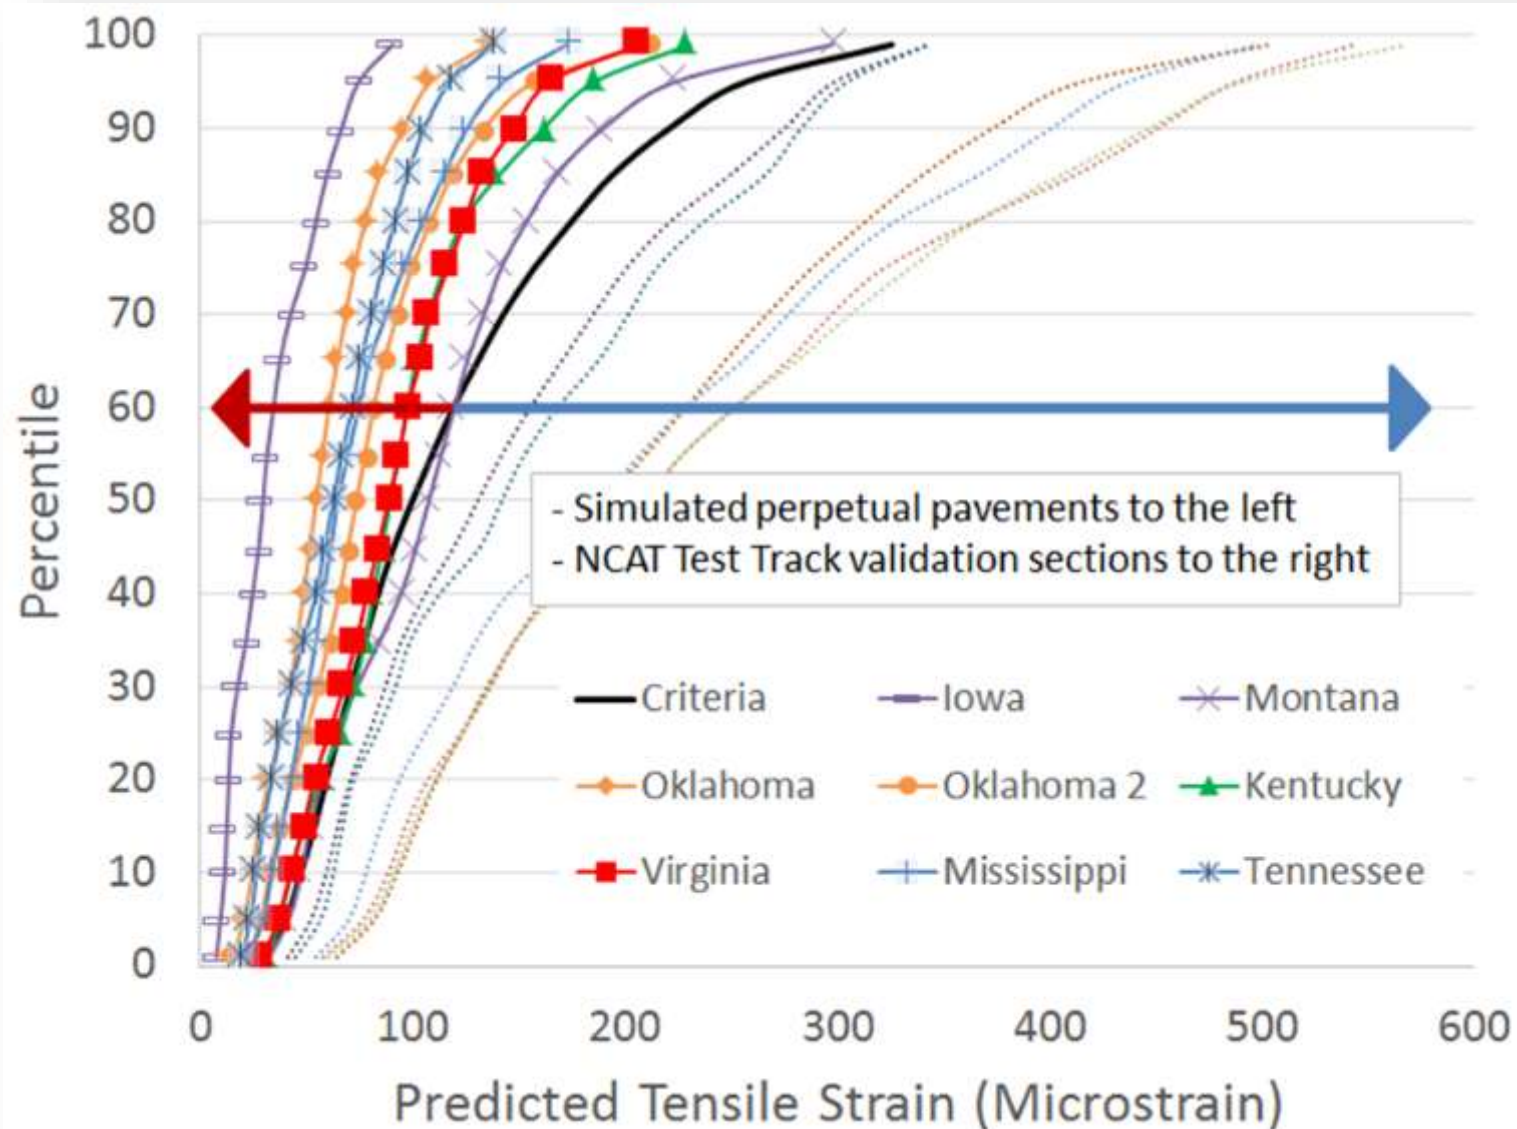 100
90
80
70
60
50
40
30
20
10
0
Percentile
- Simulated perpetual pavements to the left
- NCAT Test Track validation sections to the right
Criteria Iowa Montana
Oklahoma Oklahoma 2 Kentucky
Virginia Mississippi Tennessee
0 100 200 300 400 500 600
Predicted Tensile Strain (Microstrain)